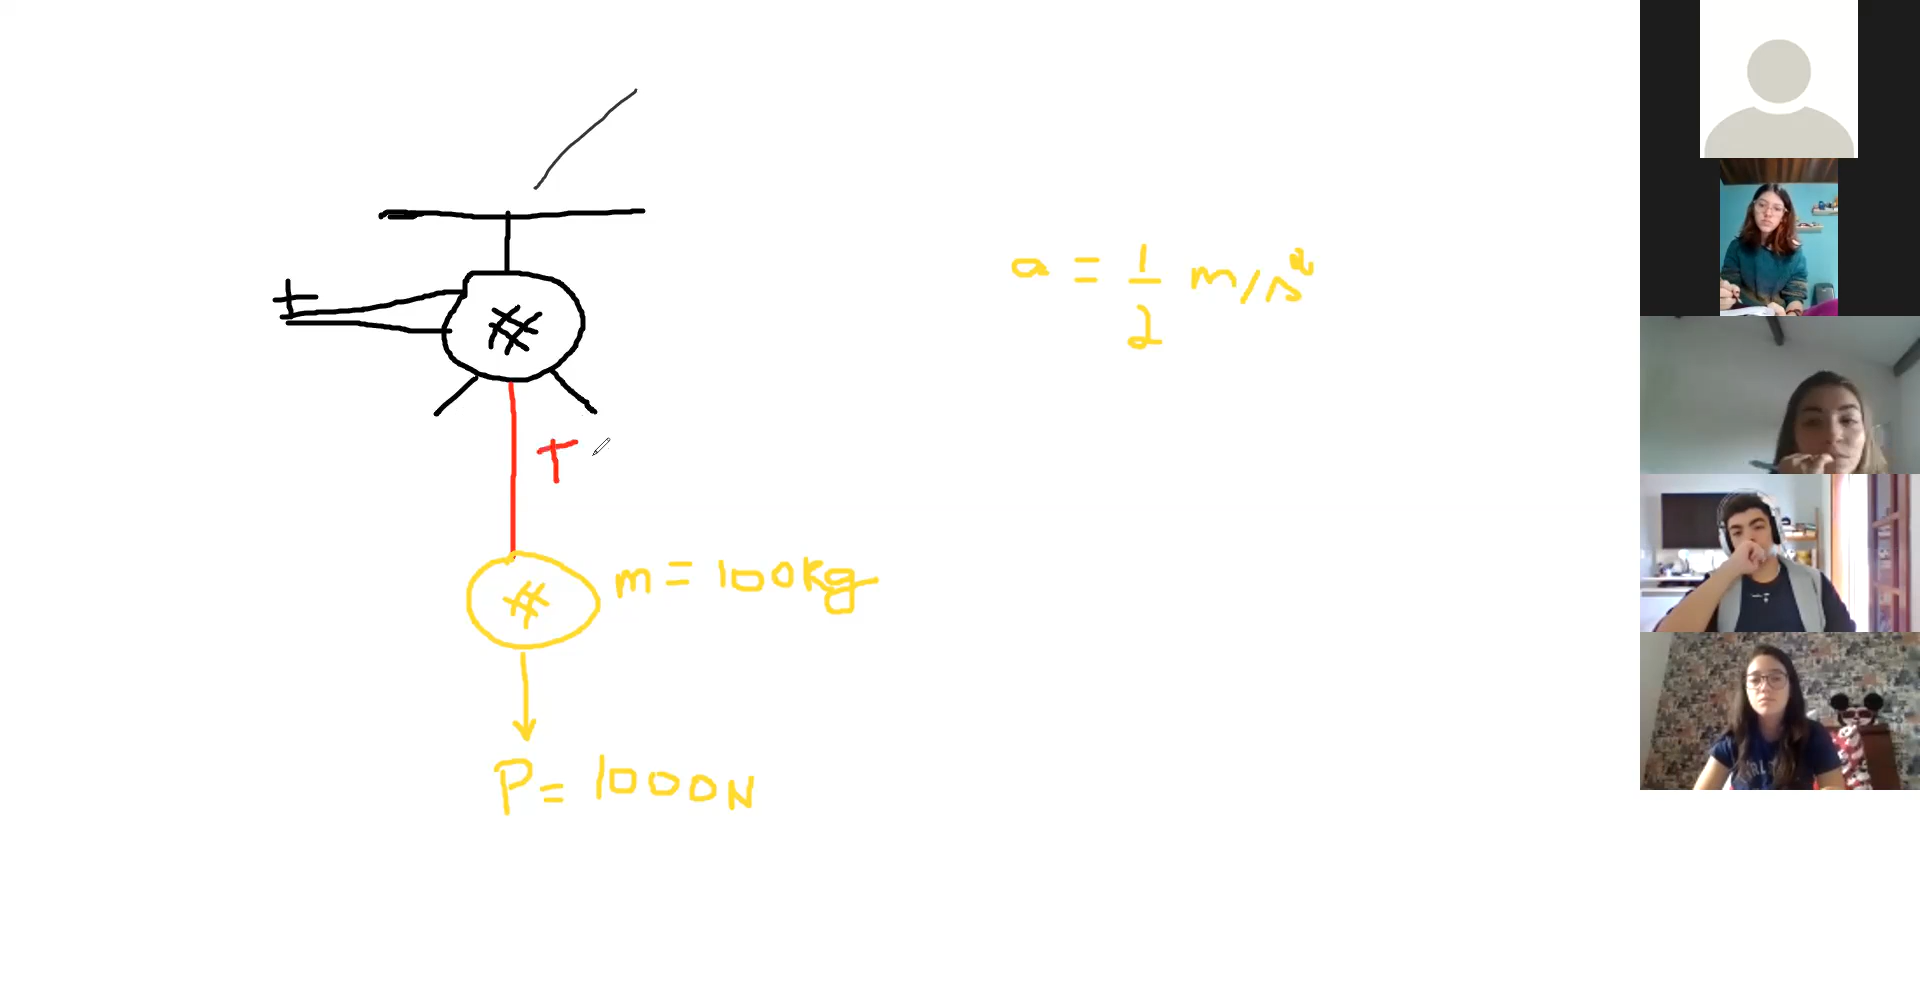 a = 1/2 m/s²
T
m = 100kg
P = 1000N